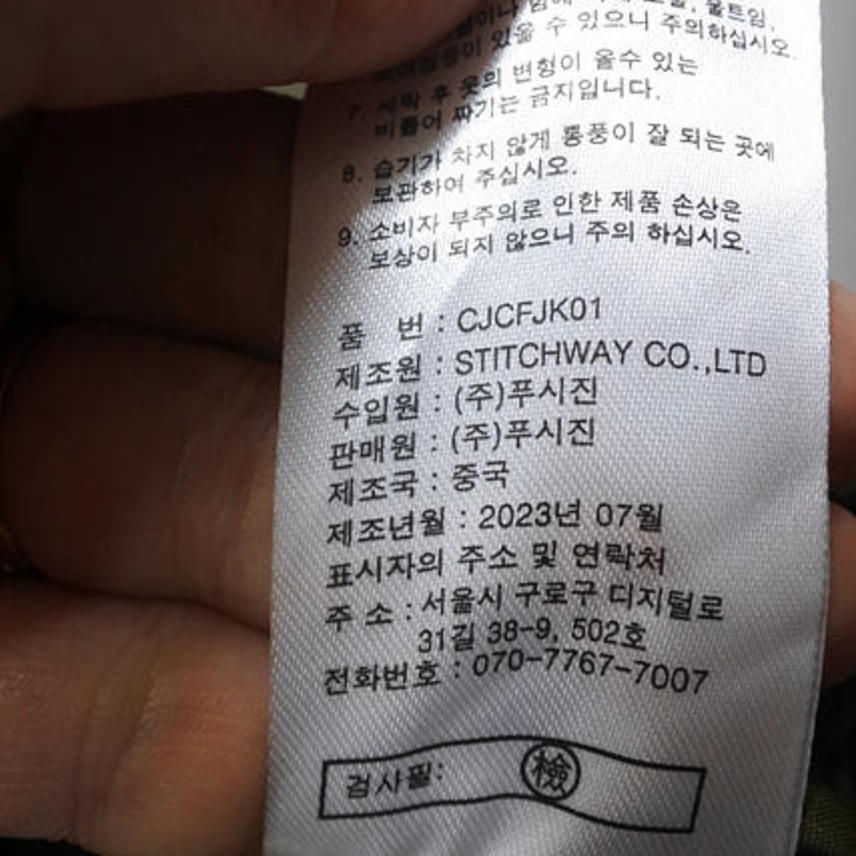 있을 수 있으니 주의하십시오.
7. 세탁 후 옷의 변형이 올수 있는
비틀어 짜기는 금지입니다.
8. 습기가 차지 않게 통풍이 잘 되는 곳에
보관하여 주십시오.
9. 소비자 부주의로 인한 제품 손상은
보상이 되지 않으니 주의 하십시오.
품 번 : CJCFJK01
제조원 : STITCHWAY CO.,LTD
수입원 : (주)푸시진
판매원 : (주)푸시진
제조국 : 중국
제조년월 : 2023년 07월
표시자의 주소 및 연락처
주 소 : 서울시 구로구 디지털로
31길 38-9, 502호
전화번호 : 070-7767-7007
검사필: 檢